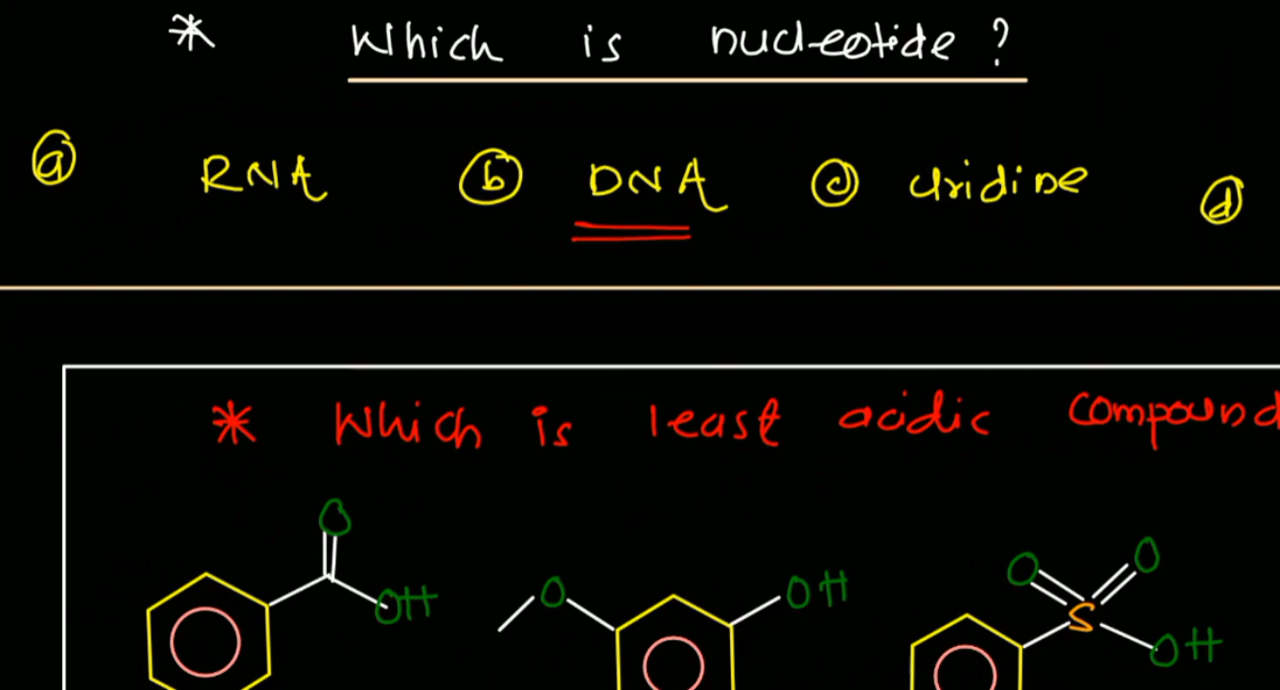 * Which is nucleotide ?
ⓐ RNA ⓑ DNA ⓒ Uridine ⓓ
* Which is least acidic compound
O
OH
O OH
O O
S
OH